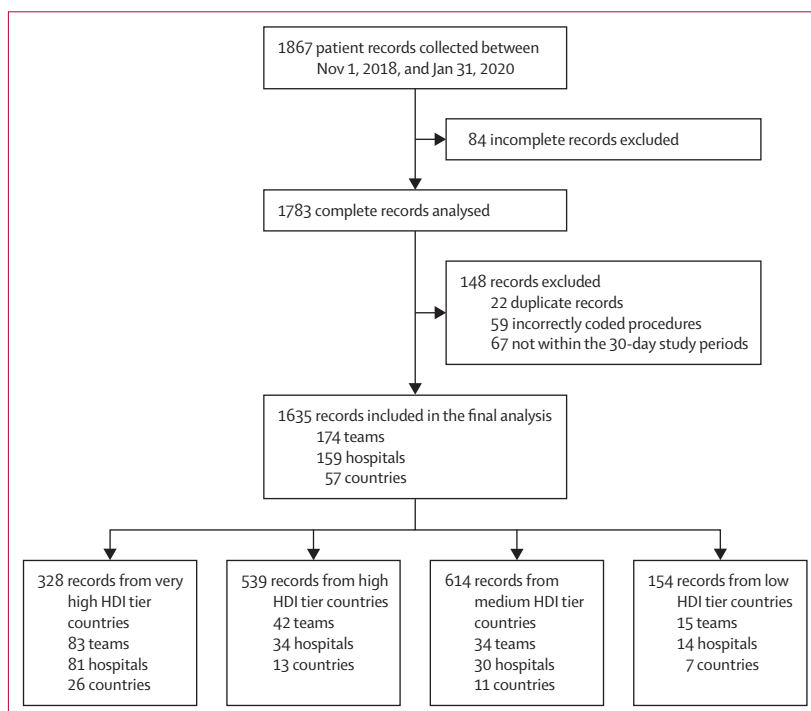 1867 patient records collected between
Nov 1, 2018, and Jan 31, 2020
84 incomplete records excluded
1783 complete records analysed
148 records excluded
22 duplicate records
59 incorrectly coded procedures
67 not within the 30-day study periods
1635 records included in the final analysis
174 teams
159 hospitals
57 countries
328 records from very
high HDI tier
countries
83 teams
81 hospitals
26 countries
539 records from high
HDI tier countries
42 teams
34 hospitals
13 countries
614 records from
medium HDI tier
countries
34 teams
30 hospitals
11 countries
154 records from low
HDI tier countries
15 teams
14 hospitals
7 countries